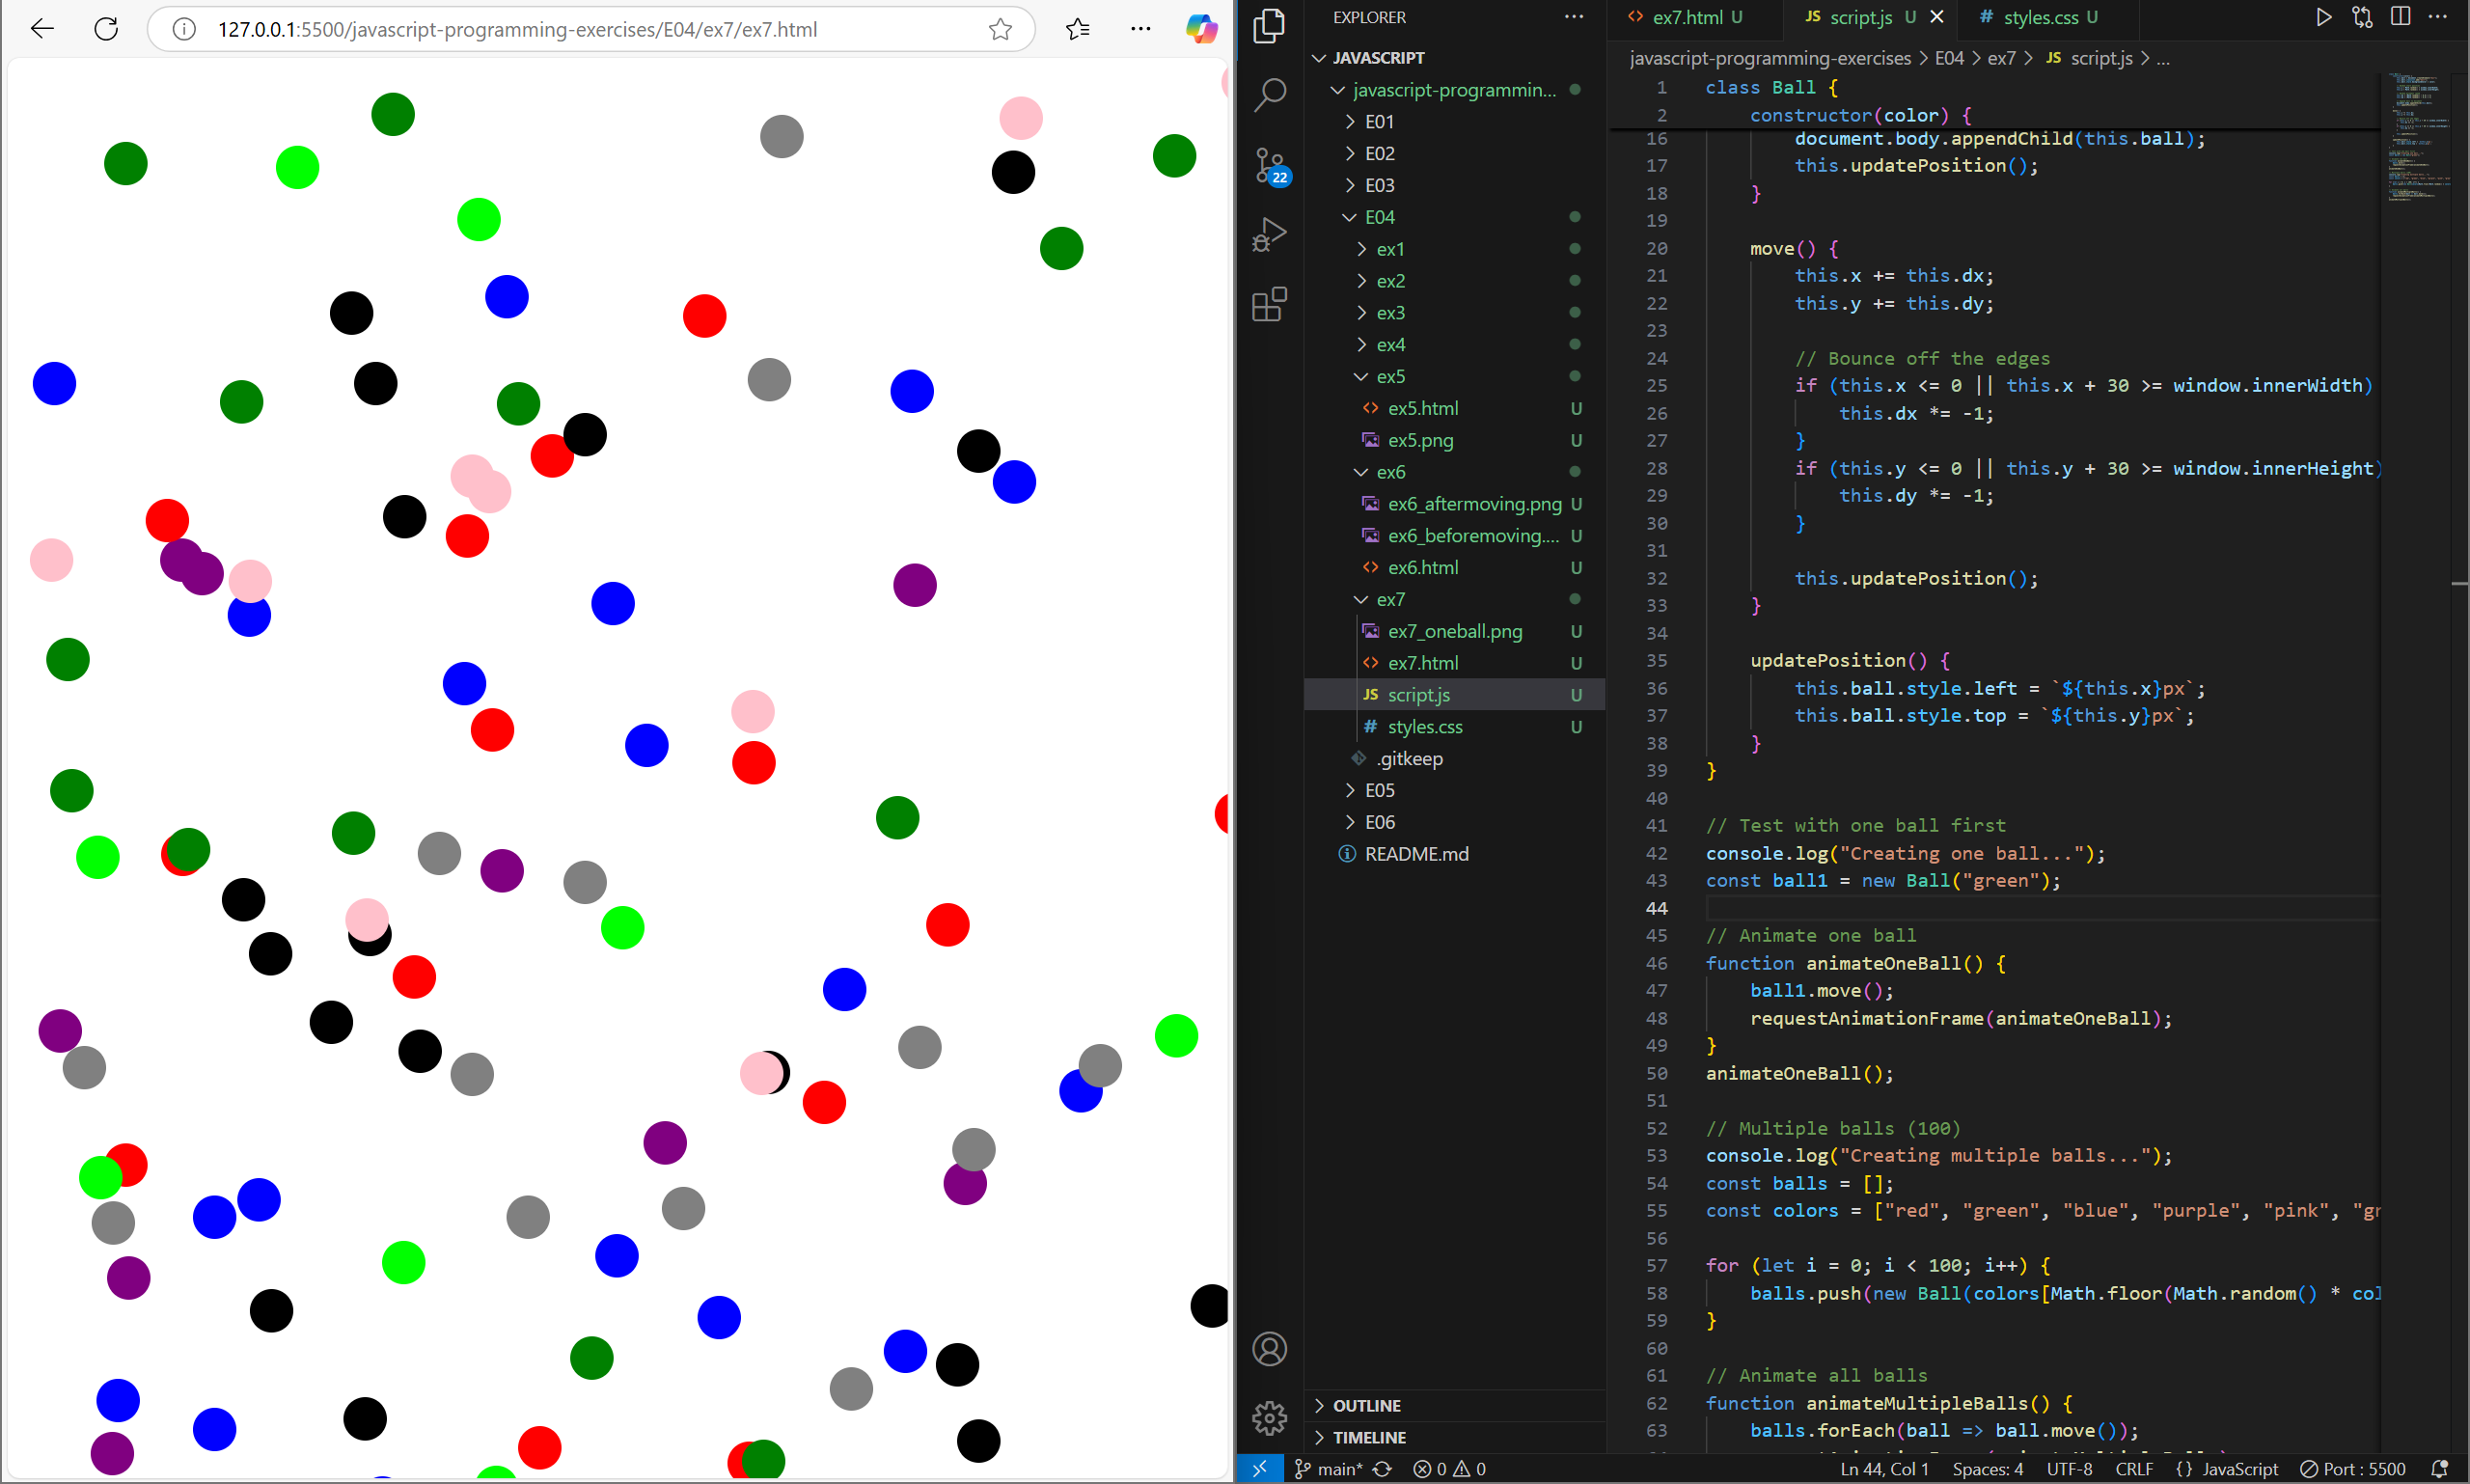 127.0.0.1:5500/javascript-programming-exercises/E04/ex7/ex7.html
EXPLORER
JAVASCRIPT
javascript-programmin...
E01
E02
E03
E04
ex1
ex2
ex3
ex4
ex5
ex5.html U
ex5.png U
ex6
ex6_aftermoving.png U
ex6_beforemoving.... U
ex6.html U
ex7
ex7_oneball.png U
ex7.html U
JS script.js U
# styles.css U
.gitkeep
E05
E06
README.md
OUTLINE
TIMELINE
22
ex7.html U
JS script.js U
# styles.css U
javascript-programming-exercises > E04 > ex7 > JS script.js > ...
1 class Ball {
2 constructor(color) {
16 document.body.appendChild(this.ball);
17 this.updatePosition();
18 }
19
20 move() {
21 this.x += this.dx;
22 this.y += this.dy;
23
24 // Bounce off the edges
25 if (this.x <= 0 || this.x + 30 >= window.innerWidth)
26 this.dx *= -1;
27 }
28 if (this.y <= 0 || this.y + 30 >= window.innerHeight)
29 this.dy *= -1;
30 }
31
32 this.updatePosition();
33 }
34
35 updatePosition() {
36 this.ball.style.left = `${this.x}px`;
37 this.ball.style.top = `${this.y}px`;
38 }
39 }
40
41 // Test with one ball first
42 console.log("Creating one ball...");
43 const ball1 = new Ball("green");
44
45 // Animate one ball
46 function animateOneBall() {
47 ball1.move();
48 requestAnimationFrame(animateOneBall);
49 }
50 animateOneBall();
51
52 // Multiple balls (100)
53 console.log("Creating multiple balls...");
54 const balls = [];
55 const colors = ["red", "green", "blue", "purple", "pink", "gr
56
57 for (let i = 0; i < 100; i++) {
58 balls.push(new Ball(colors[Math.floor(Math.random() * col
59 }
60
61 // Animate all balls
62 function animateMultipleBalls() {
63 balls.forEach(ball => ball.move());
main* 0 0 Ln 44, Col 1 Spaces: 4 UTF-8 CRLF {} JavaScript Port : 5500